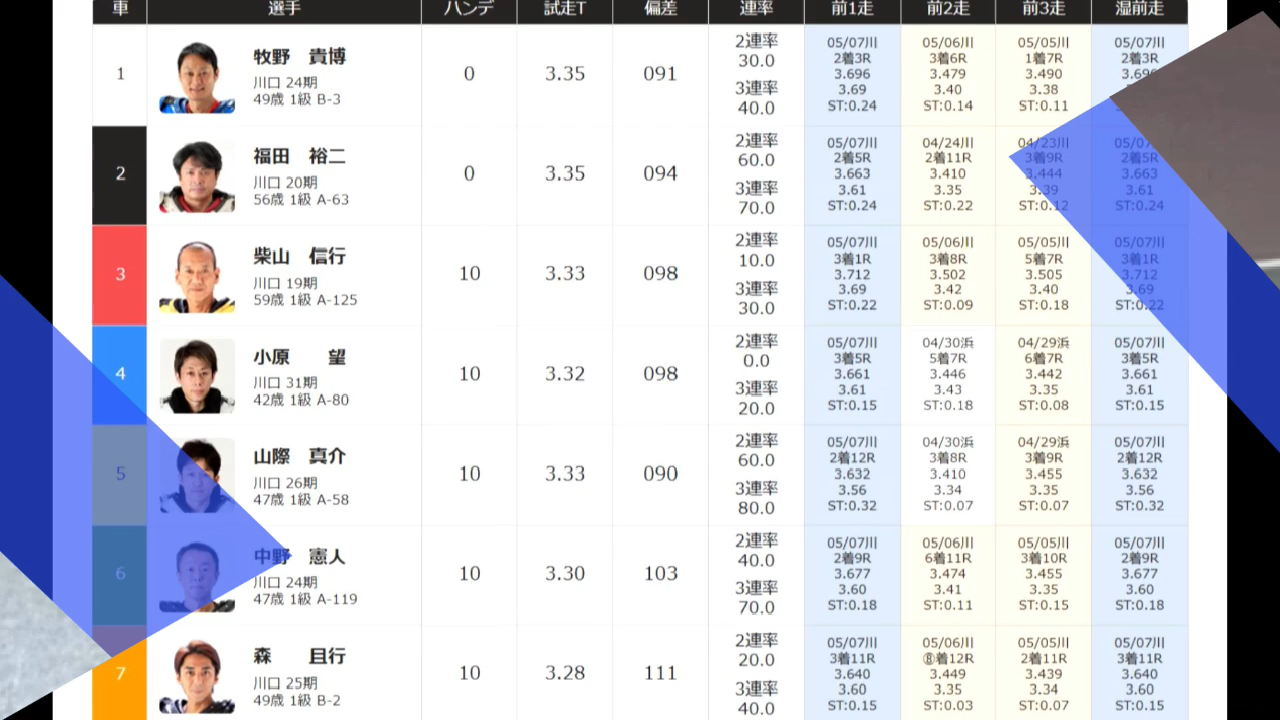 車 選手 ハンデ 試走T 偏差 連率 前1走 前2走 前3走 湿前走
1
牧野 貴博
川口 24期
49歳 1級 B-3
0
3.35
091
2連率
30.0
3連率
40.0
05/07川
2着3R
3.696
3.69
ST:0.24
05/06川
3着6R
3.479
3.40
ST:0.14
05/05川
1着7R
3.490
3.38
ST:0.11
05/07川
2着3R
3.696
2
福田 裕二
川口 20期
56歳 1級 A-63
0
3.35
094
2連率
60.0
3連率
70.0
05/07川
2着5R
3.663
3.61
ST:0.24
04/24川
2着11R
3.410
3.35
ST:0.22
04/23川
3着9R
3.444
3.39
ST:0.12
05/07
2着5R
3.663
3.61
ST:0.24
3
柴山 信行
川口 19期
59歳 1級 A-125
10
3.33
098
2連率
10.0
3連率
30.0
05/07川
3着1R
3.712
3.69
ST:0.22
05/06川
3着8R
3.502
3.42
ST:0.09
05/05川
5着7R
3.505
3.40
ST:0.18
05/07川
3着1R
3.712
3.69
ST:0.22
4
小原 望
川口 31期
42歳 1級 A-80
10
3.32
098
2連率
0.0
3連率
20.0
05/07川
3着5R
3.661
3.61
ST:0.15
04/30浜
5着7R
3.446
3.43
ST:0.18
04/29浜
6着7R
3.442
3.35
ST:0.08
05/07川
3着5R
3.661
3.61
ST:0.15
5
山際 真介
川口 26期
47歳 1級 A-58
10
3.33
090
2連率
60.0
3連率
80.0
05/07川
2着12R
3.632
3.56
ST:0.32
04/30浜
3着8R
3.410
3.34
ST:0.07
04/29浜
3着9R
3.455
3.35
ST:0.07
05/07川
2着12R
3.632
3.56
ST:0.32
6
中野 憲人
川口 24期
47歳 1級 A-119
10
3.30
103
2連率
40.0
3連率
70.0
05/07川
2着9R
3.677
3.60
ST:0.18
05/06川
6着11R
3.474
3.41
ST:0.11
05/05川
3着10R
3.455
3.35
ST:0.15
05/07川
2着9R
3.677
3.60
ST:0.18
7
森 且行
川口 25期
49歳 1級 B-2
10
3.28
111
2連率
20.0
3連率
40.0
05/07川
3着11R
3.640
3.60
ST:0.15
05/06川
⑧着12R
3.449
3.35
ST:0.03
05/05川
2着11R
3.439
3.34
ST:0.07
05/07川
3着11R
3.640
3.60
ST:0.15